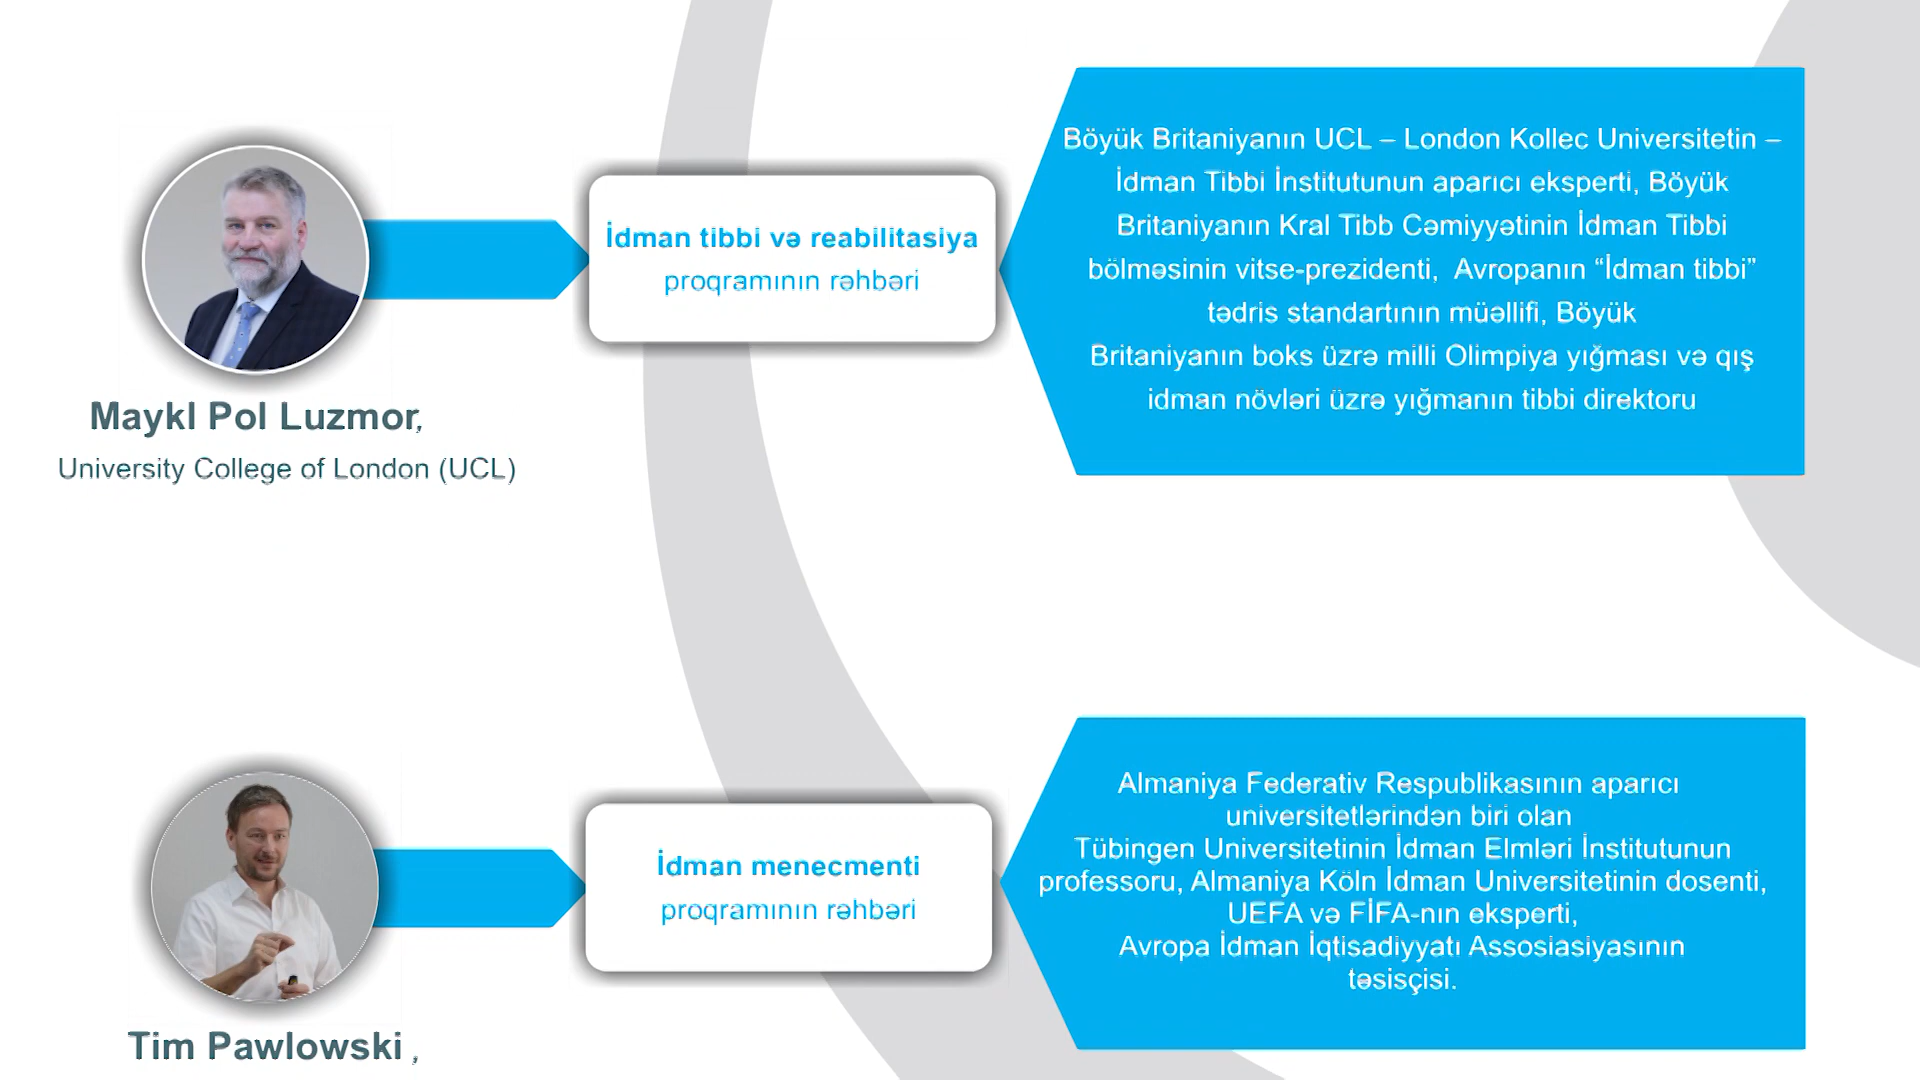 Maykl Pol Luzmor,
University College of London (UCL)
İdman tibbi və reabilitasiya
proqramının rəhbəri
Böyük Britaniyanın UCL – London Kollec Universitetin –
İdman Tibbi İnstitutunun aparıcı eksperti, Böyük
Britaniyanın Kral Tibb Cəmiyyətinin İdman Tibbi
bölməsinin vitse-prezidenti, Avropanın “İdman tibbi”
tədris standartının müəllifi, Böyük
Britaniyanın boks üzrə milli Olimpiya yığması və qış
idman növləri üzrə yığmanın tibbi direktoru
Tim Pawlowski ,
İdman menecmenti
proqramının rəhbəri
Almaniya Federativ Respublikasının aparıcı
universitetlərindən biri olan
Tübingen Universitetinin İdman Elmləri İnstitutunun
professoru, Almaniya Köln İdman Universitetinin dosenti,
UEFA və FİFA-nın eksperti,
Avropa İdman İqtisadiyyatı Assosiasiyasının
təsisçisi.